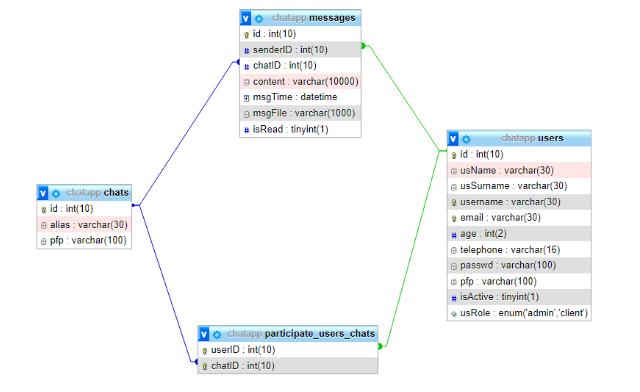 chatapp messages
id : int(10)
senderID : int(10)
chatID : int(10)
content : varchar(10000)
msgTime : datetime
msgFile : varchar(1000)
isRead : tinyint(1)
chatapp users
id : int(10)
usName : varchar(30)
usSurname : varchar(30)
username : varchar(30)
email : varchar(30)
age : int(2)
telephone : varchar(16)
passwd : varchar(100)
pfp : varchar(100)
isActive : tinyint(1)
usRole : enum('admin','client')
chatapp chats
id : int(10)
alias : varchar(30)
pfp : varchar(100)
chatapp participate_users_chats
userID : int(10)
chatID : int(10)